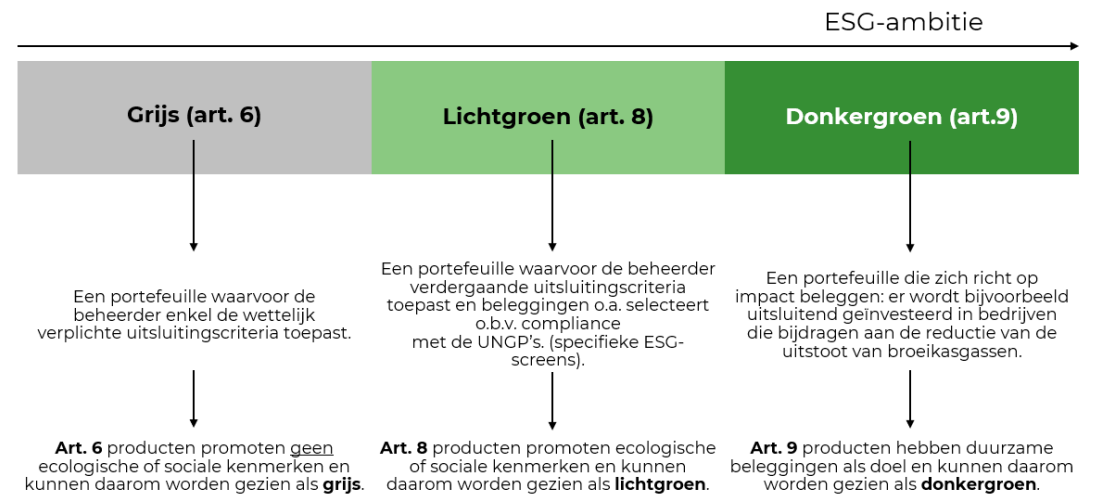 ESG-ambitie
Grijs (art. 6)
Lichtgroen (art. 8)
Donkergroen (art.9)
Een portefeuille waarvoor de
beheerder enkel de wettelijk
verplichte uitsluitingscriteria toepast.
Een portefeuille waarvoor de beheerder
verdergaande uitsluitingscriteria
toepast en beleggingen o.a. selecteert
o.b.v. compliance
met de UNGP’s. (specifieke ESG-
screens).
Een portefeuille die zich richt op
impact beleggen: er wordt bijvoorbeeld
uitsluitend geïnvesteerd in bedrijven
die bijdragen aan de reductie van de
uitstoot van broeikasgassen.
Art. 6 producten promoten geen
ecologische of sociale kenmerken en
kunnen daarom worden gezien als grijs.
Art. 8 producten promoten ecologische
of sociale kenmerken en kunnen
daarom worden gezien als lichtgroen.
Art. 9 producten hebben duurzame
beleggingen als doel en kunnen daarom
worden gezien als donkergroen.